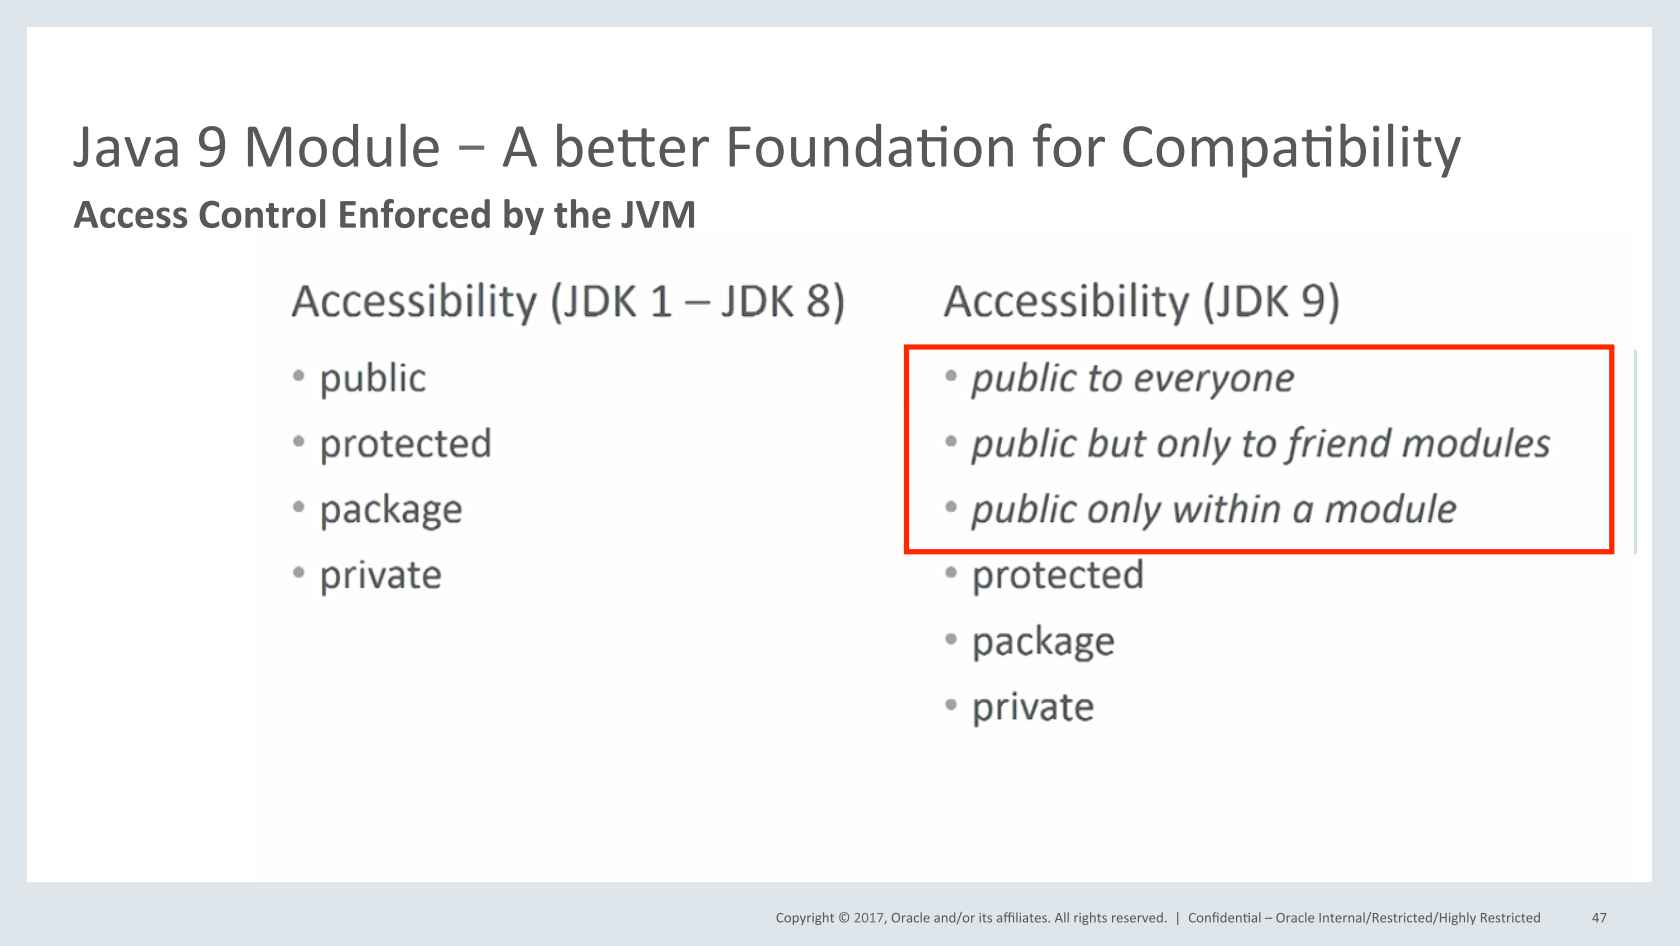 Java 9 Module – A better Foundation for Compatibility
Access Control Enforced by the JVM
Accessibility (JDK 1 – JDK 8)
• public
• protected
• package
• private
Accessibility (JDK 9)
• public to everyone
• public but only to friend modules
• public only within a module
• protected
• package
• private
Copyright © 2017, Oracle and/or its affiliates. All rights reserved. | Confidential – Oracle Internal/Restricted/Highly Restricted 47